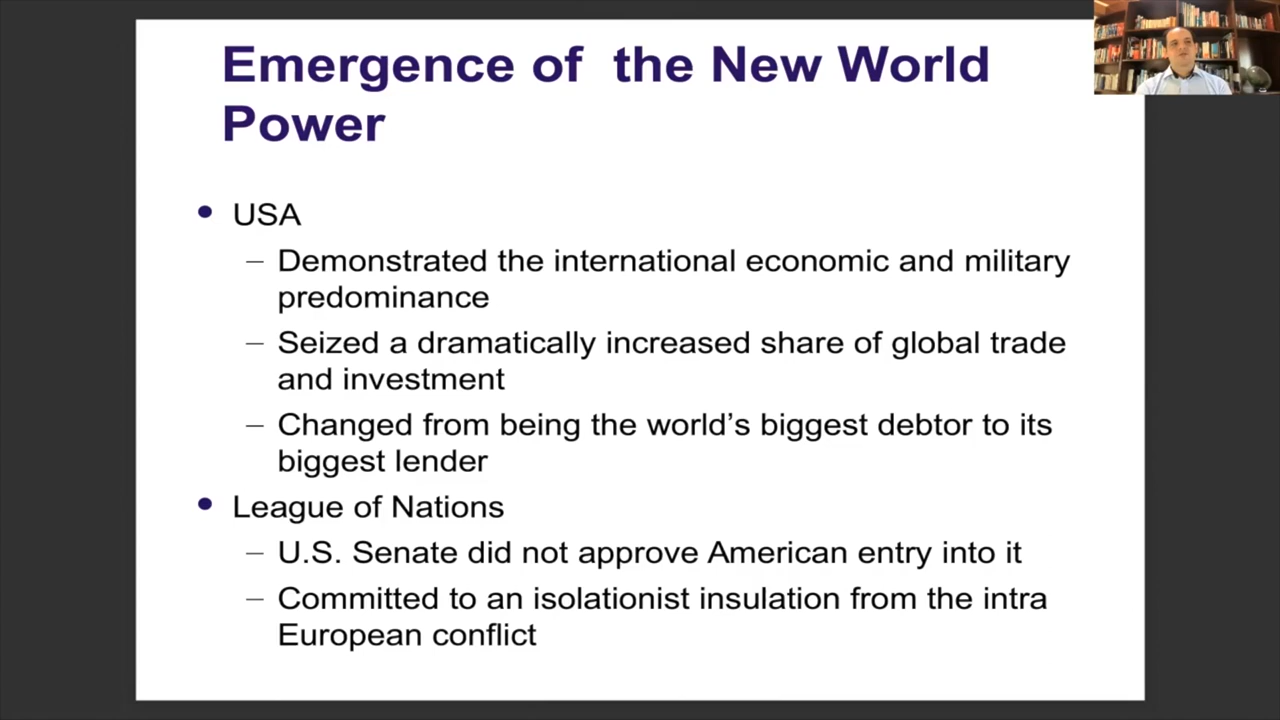 Emergence of the New World
Power
• USA
– Demonstrated the international economic and military
predominance
– Seized a dramatically increased share of global trade
and investment
– Changed from being the world’s biggest debtor to its
biggest lender
• League of Nations
– U.S. Senate did not approve American entry into it
– Committed to an isolationist insulation from the intra
European conflict